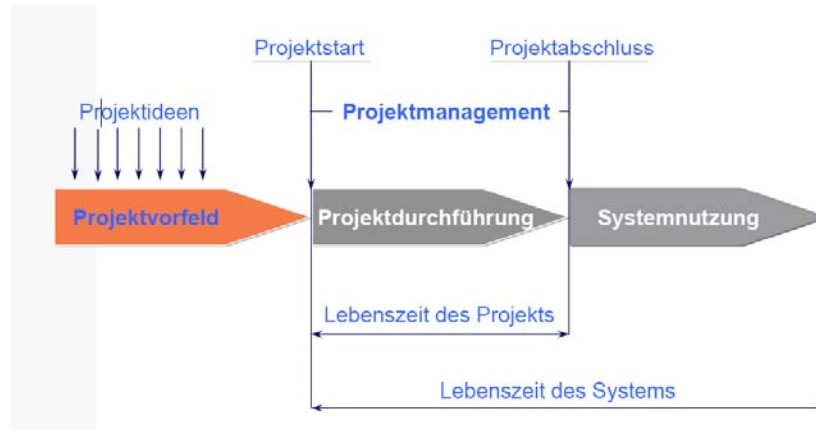 Projektstart
Projektabschluss
Projektideen
Projektmanagement
Projektvorfeld
Projektdurchführung
Systemnutzung
Lebenszeit des Projekts
Lebenszeit des Systems